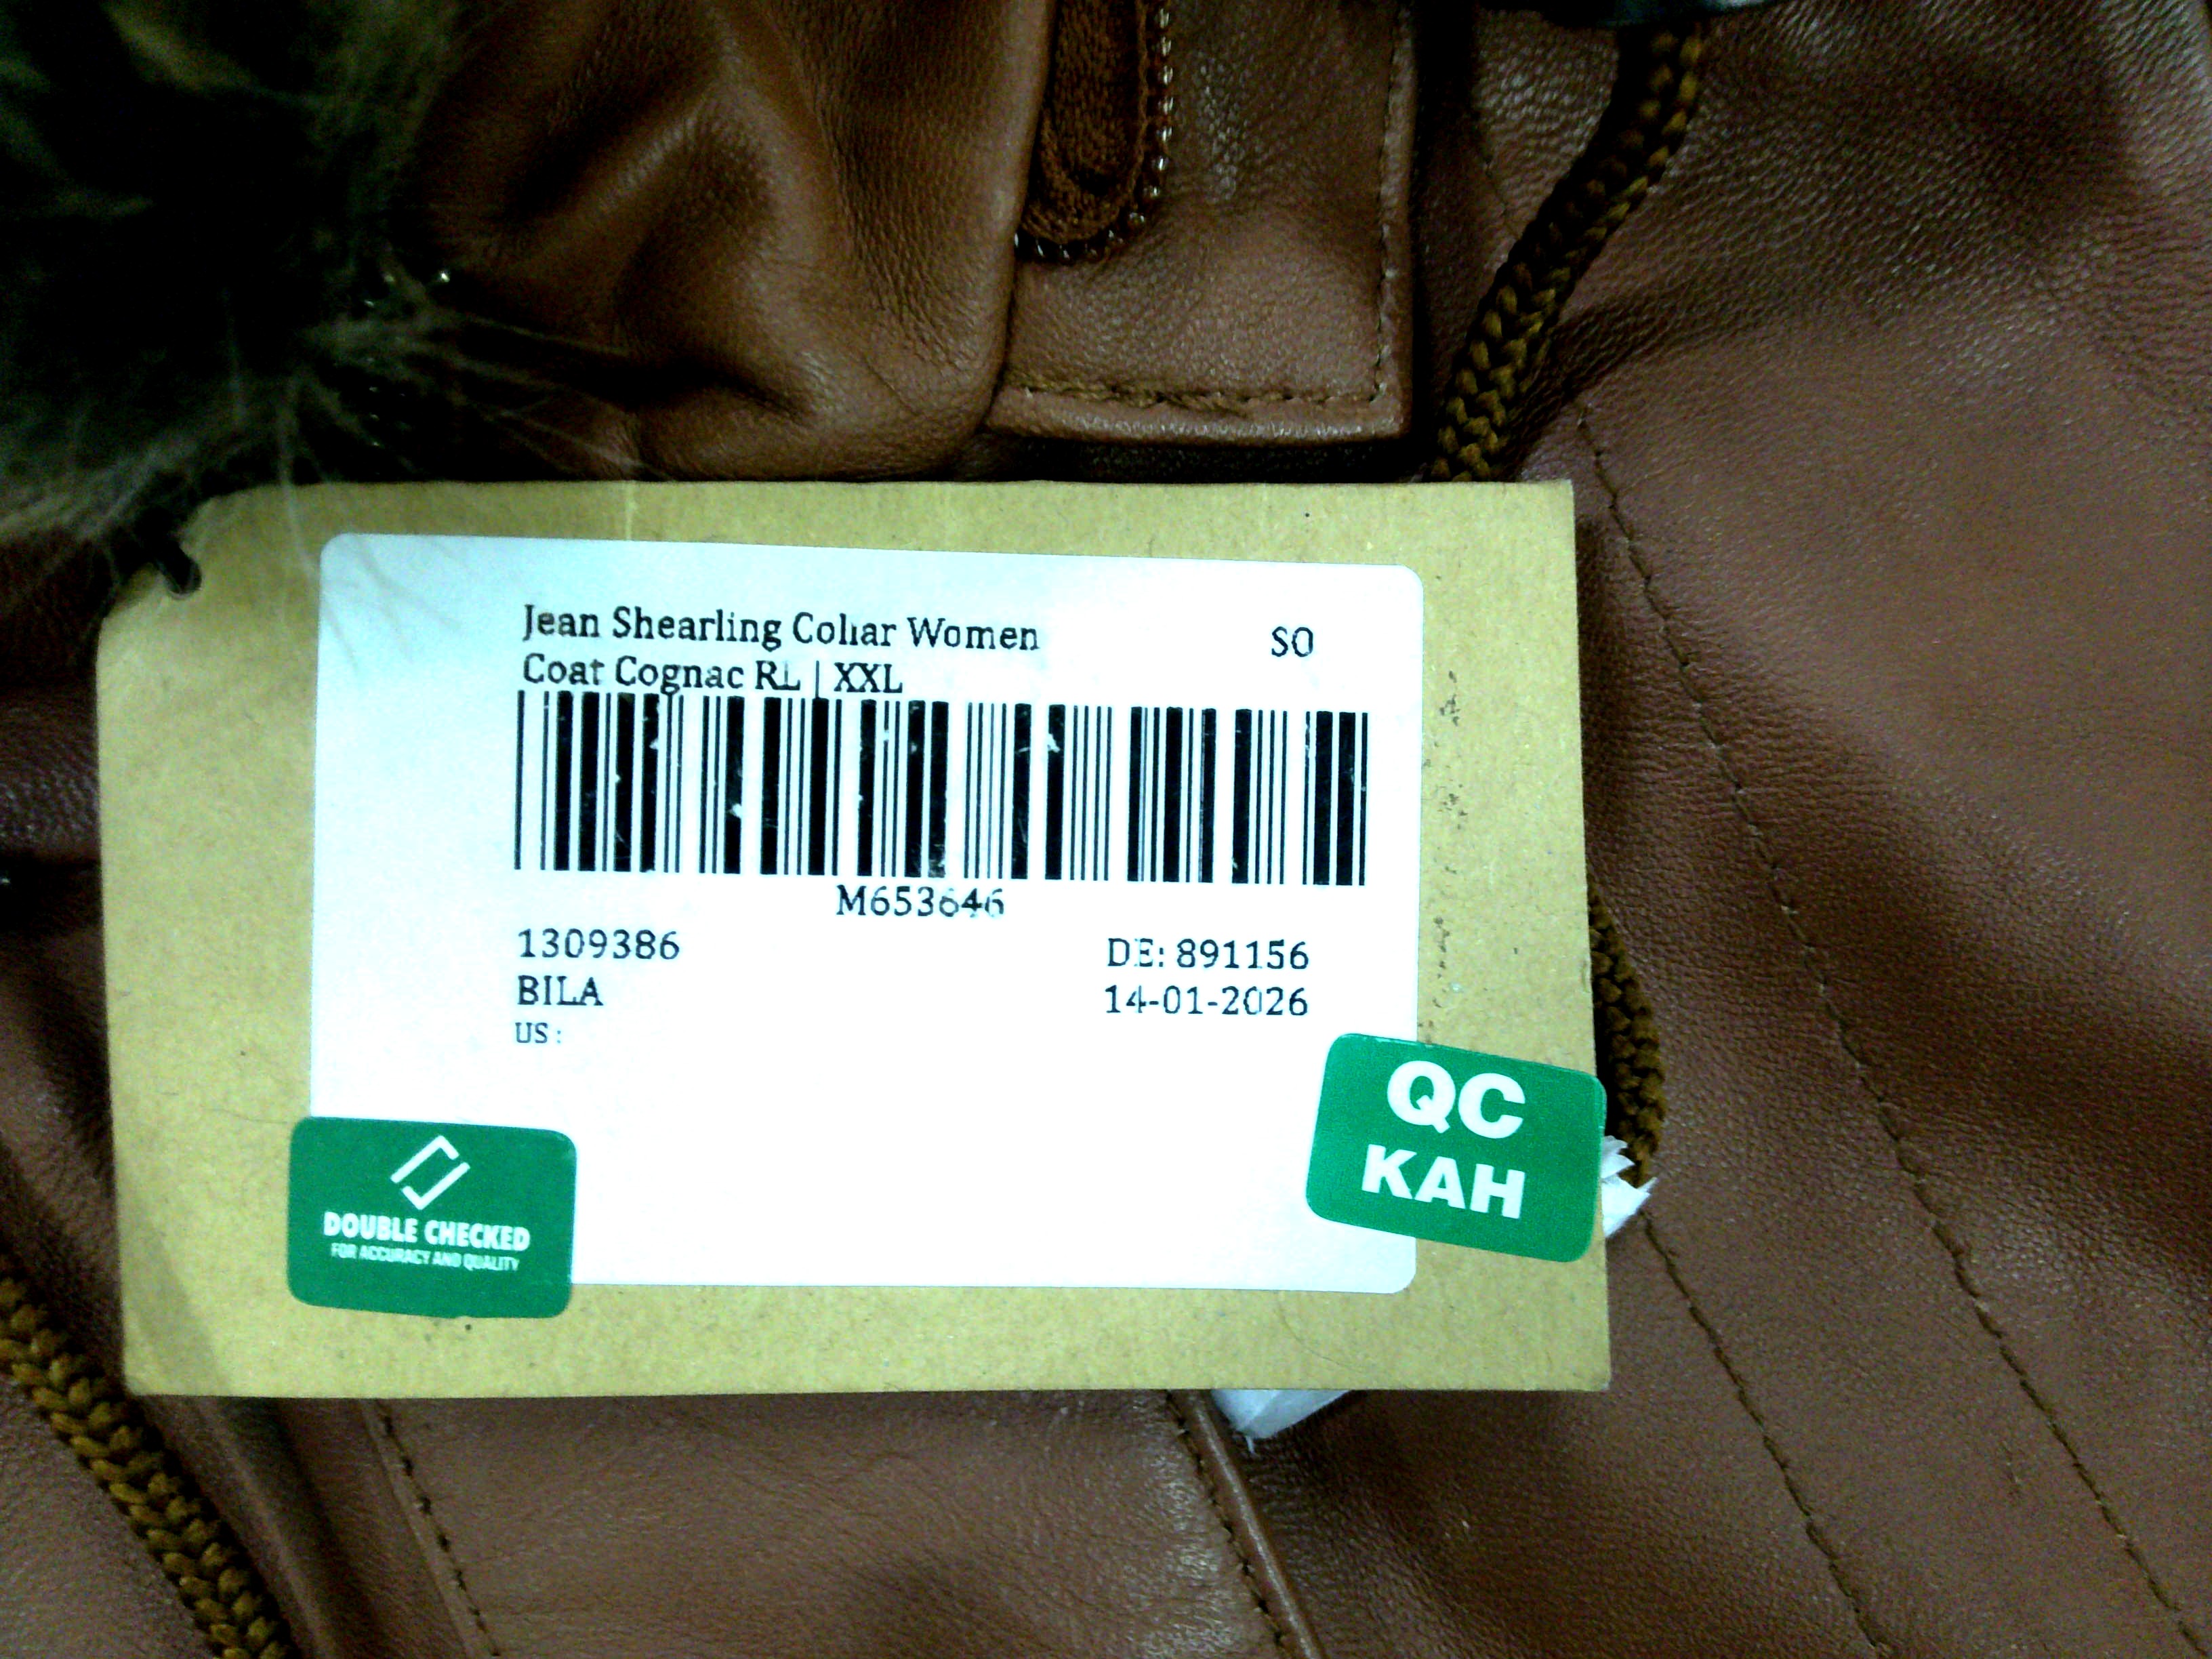 Jean Shearling Collar Women
SO
Coat Cognac RL | XXL
M653646
1309386
DE: 891156
BILA
14-01-2026
US :
QC
KAH
DOUBLE CHECKED
FOR ACCURACY AND QUALITY